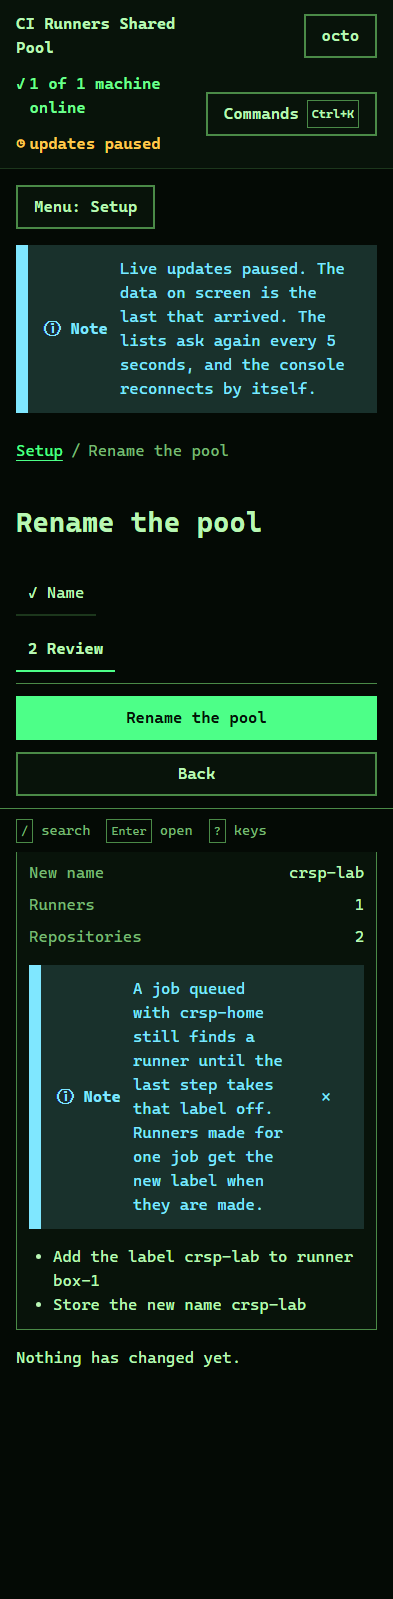 CI Runners Shared
Pool
octo
✓ 1 of 1 machine
online
Commands Ctrl+K
◷ updates paused
Menu: Setup
ⓘ Note
Live updates paused. The
data on screen is the
last that arrived. The
lists ask again every 5
seconds, and the console
reconnects by itself.
Setup / Rename the pool
Rename the pool
✓ Name
2 Review
Rename the pool
Back
/ search Enter open ? keys
New name crsp-lab
Runners 1
Repositories 2
ⓘ Note
A job queued
with crsp-home
still finds a
runner until the
last step takes
that label off.
Runners made for
one job get the
new label when
they are made.
×
• Add the label crsp-lab to runner
box-1
• Store the new name crsp-lab
Nothing has changed yet.